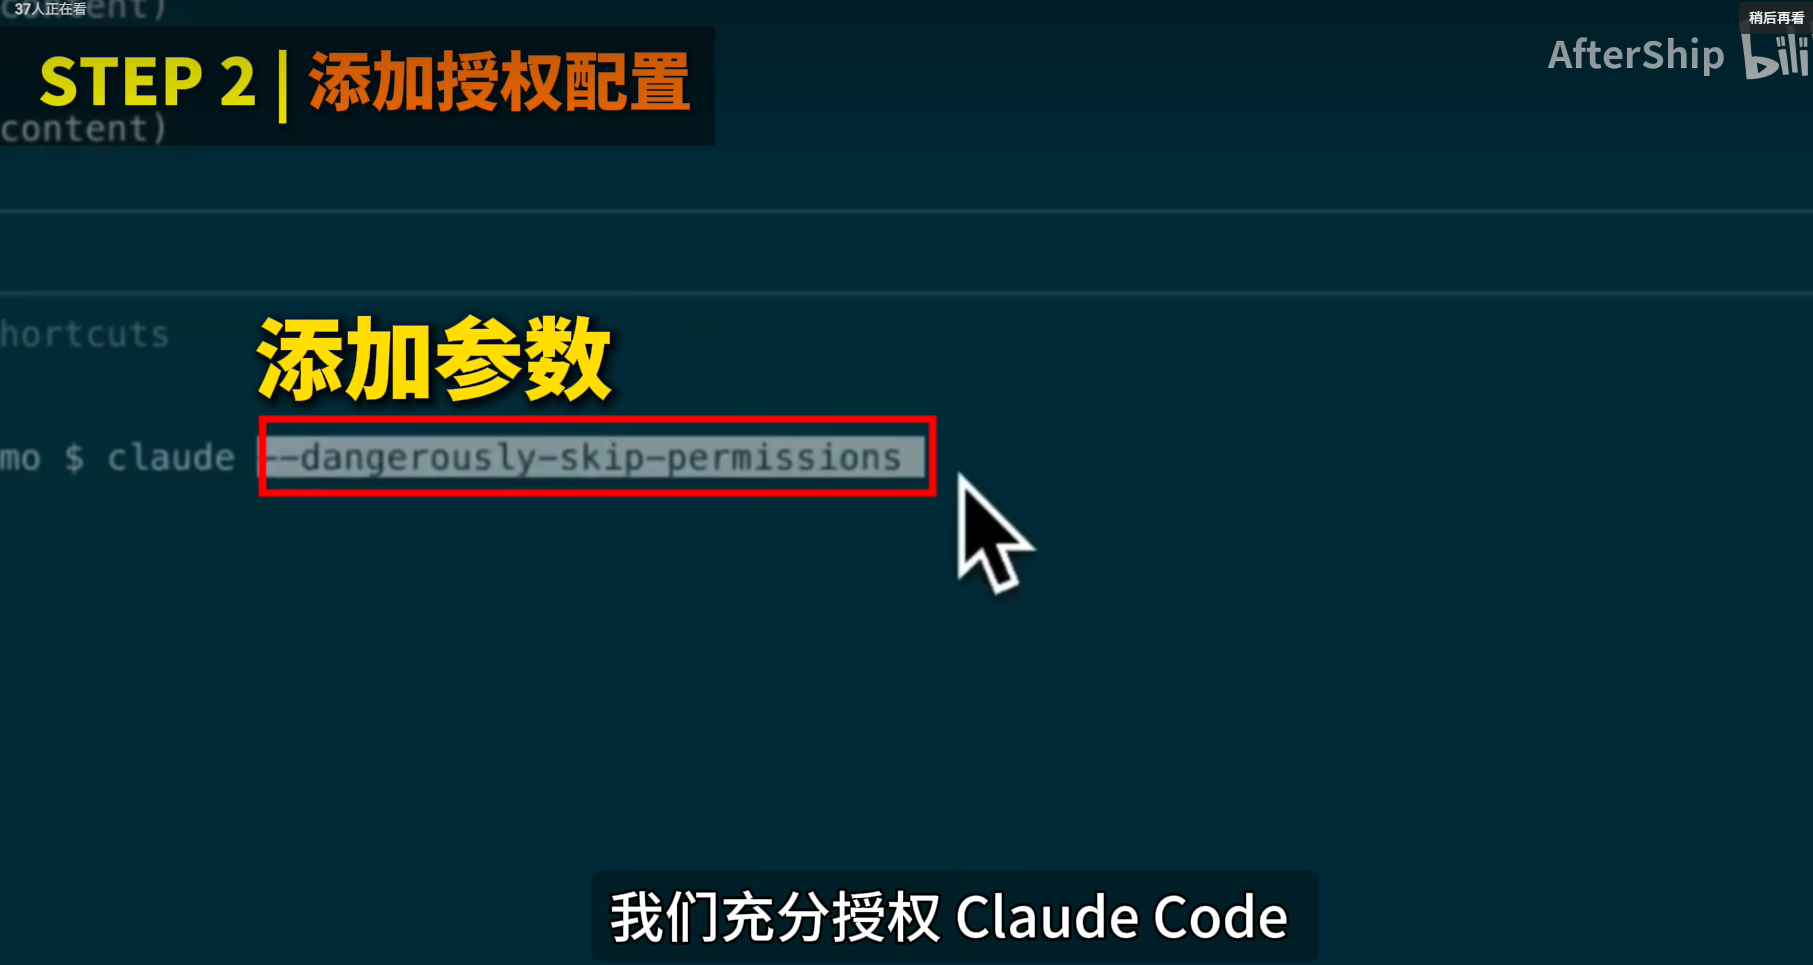 37人正在看
content)
稍后再看
AfterShip bili
STEP 2 | 添加授权配置
content)
hortcuts
添加参数
mo $ claude --dangerously-skip-permissions
我们充分授权 Claude Code